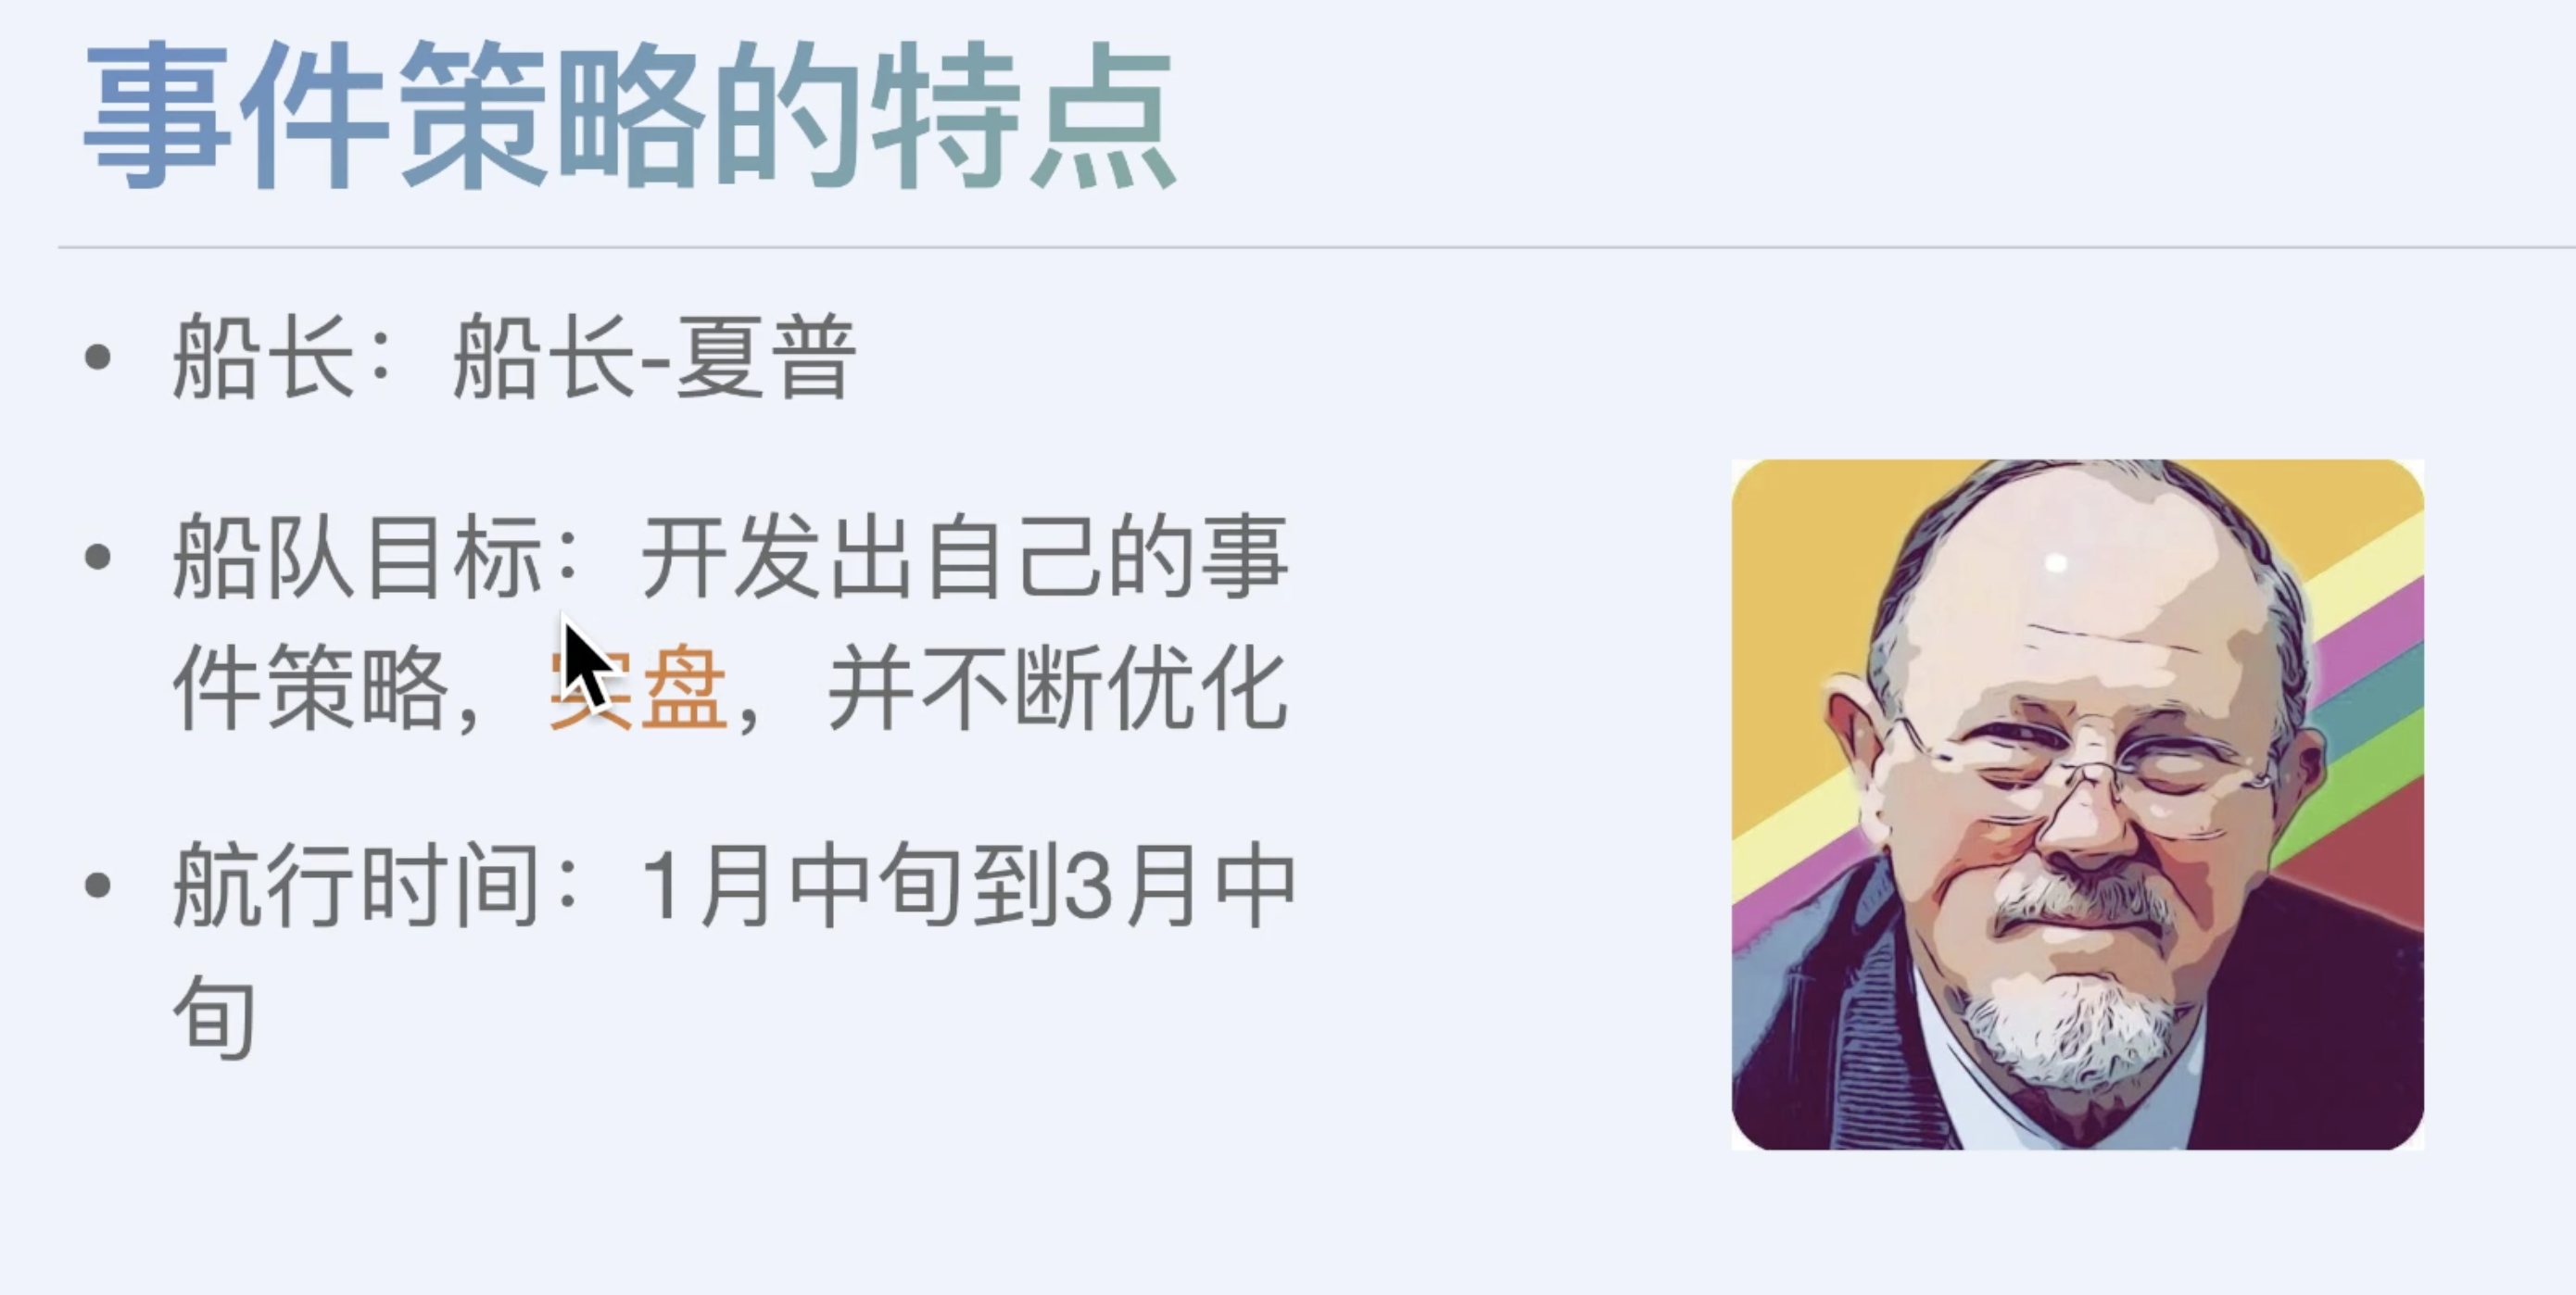 事件策略的特点
• 船长：船长-夏普
• 船队目标：开发出自己的事
件策略，实盘，并不断优化
• 航行时间：1月中旬到3月中
旬